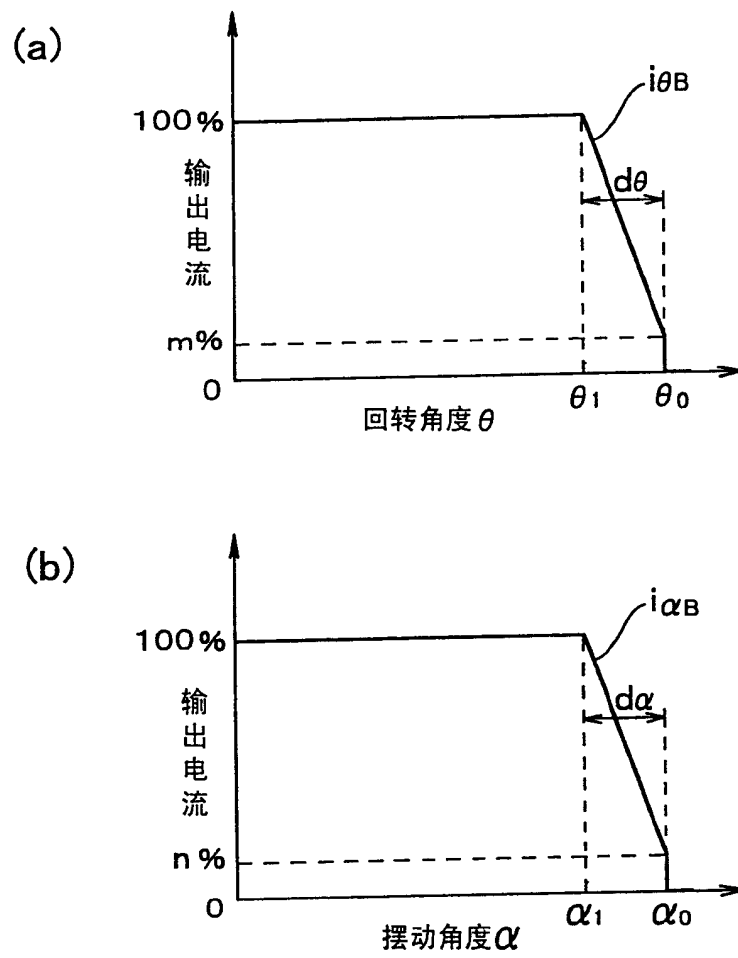 (a)
iθB
100%
输出电流
dθ
m%
0
θ1
θ0
回转角度θ
(b)
iαB
100%
输出电流
dα
n%
0
α1
α0
摆动角度α